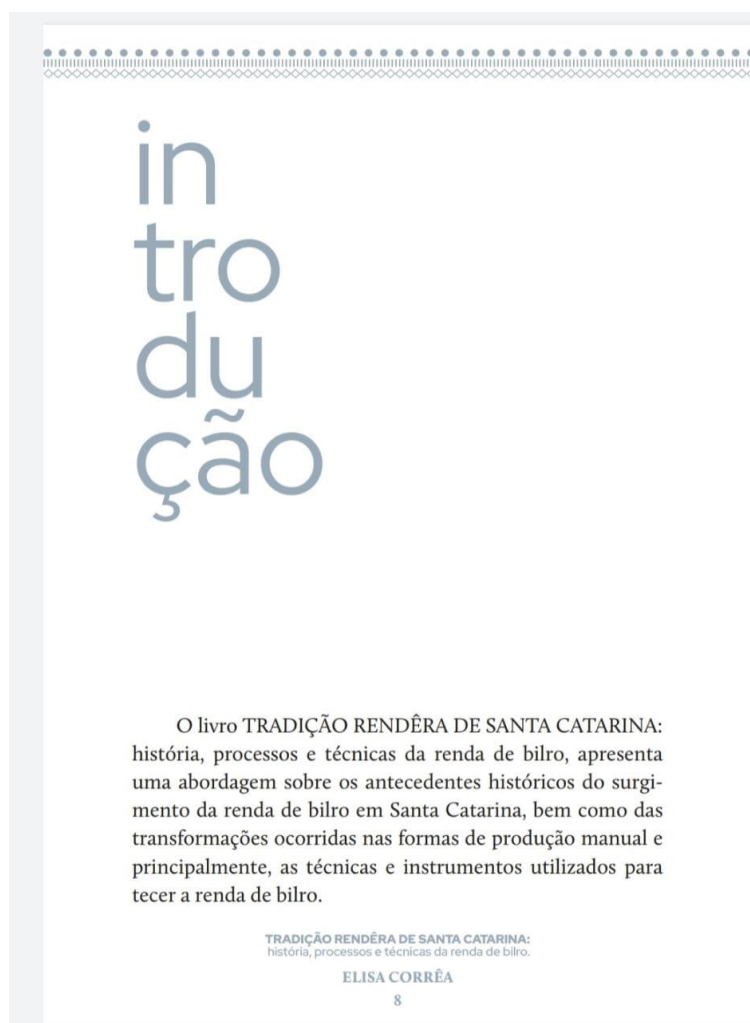 in
tro
du
ção
O livro TRADIÇÃO RENDÊRA DE SANTA CATARINA:
história, processos e técnicas da renda de bilro, apresenta
uma abordagem sobre os antecedentes históricos do surgi-
mento da renda de bilro em Santa Catarina, bem como das
transformações ocorridas nas formas de produção manual e
principalmente, as técnicas e instrumentos utilizados para
tecer a renda de bilro.
TRADIÇÃO RENDÊRA DE SANTA CATARINA:
história, processos e técnicas da renda de bilro.
ELISA CORRÊA
8